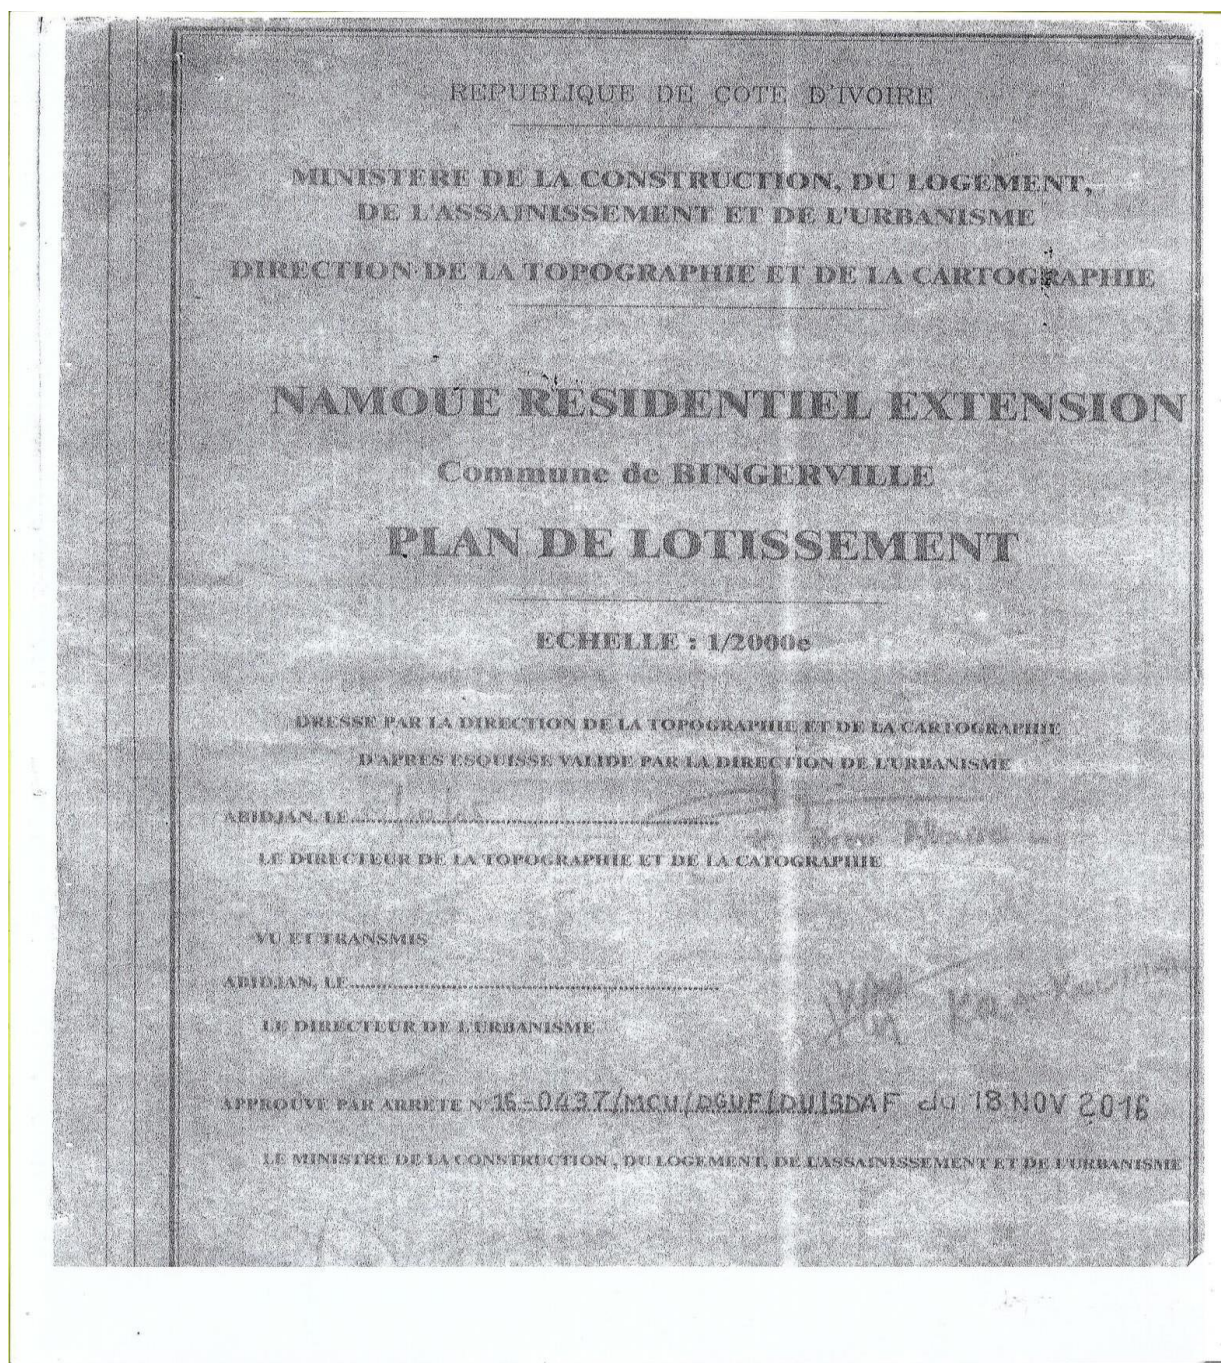 REPUBLIQUE DE COTE D'IVOIRE
MINISTERE DE LA CONSTRUCTION, DU LOGEMENT,
DE L'ASSAINISSEMENT ET DE L'URBANISME
DIRECTION DE LA TOPOGRAPHIE ET DE LA CARTOGRAPHIE
NAMOUE RESIDENTIEL EXTENSION
Commune de BINGERVILLE
PLAN DE LOTISSEMENT
ECHELLE : 1/2000e
DRESSE PAR LA DIRECTION DE LA TOPOGRAPHIE ET DE LA CARTOGRAPHIE
D'APRES ESQUISSE VALIDE PAR LA DIRECTION DE L'URBANISME
ABIDJAN, LE
LE DIRECTEUR DE LA TOPOGRAPHIE ET DE LA CATOGRAPHIE
VU ET TRANSMIS
ABIDJAN, LE
LE DIRECTEUR DE L'URBANISME
APPROUVE PAR ARRETE N° 16-0437/MCU/DGUF/DU/SDAF du 18 NOV 2016
LE MINISTRE DE LA CONSTRUCTION , DU LOGEMENT, DE L'ASSAINISSEMENT ET DE L'URBANISME